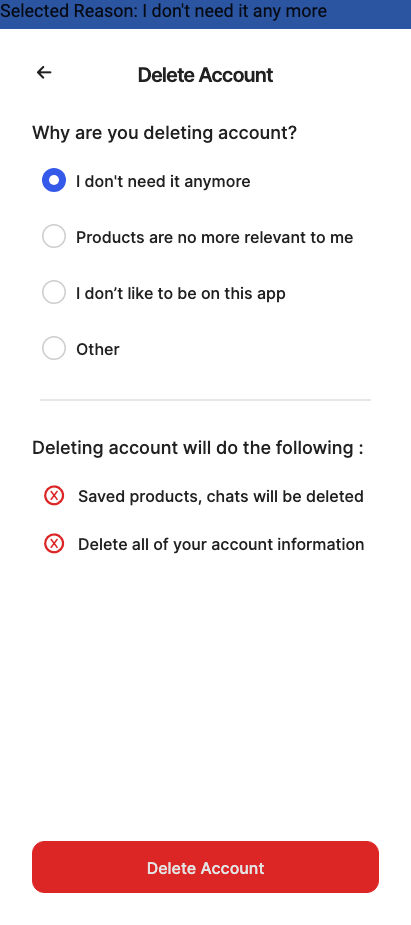 Selected Reason: I don't need it any more
Delete Account
Why are you deleting account?
I don't need it anymore
Products are no more relevant to me
I don’t like to be on this app
Other
Deleting account will do the following :
Saved products, chats will be deleted
Delete all of your account information
Delete Account